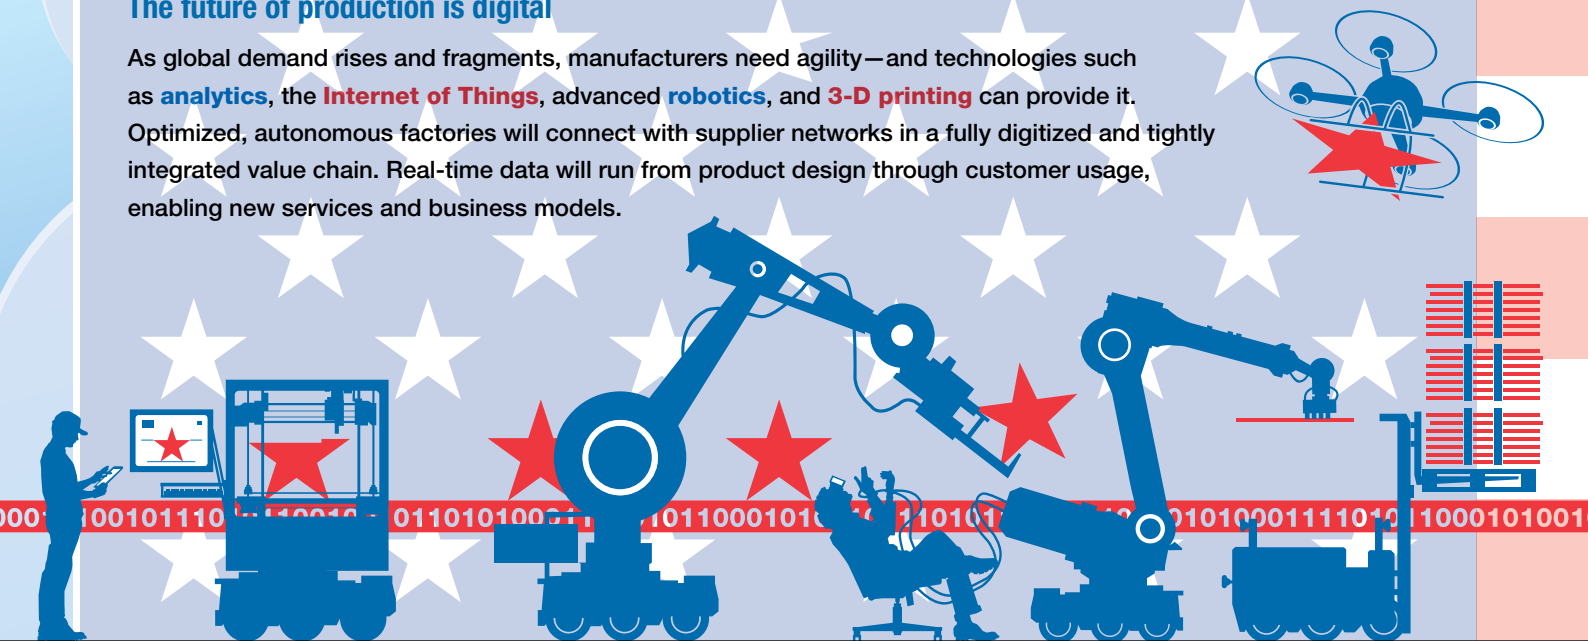 The future of production is digital
As global demand rises and fragments, manufacturers need agility—and technologies such
as analytics, the Internet of Things, advanced robotics, and 3-D printing can provide it.
Optimized, autonomous factories will connect with supplier networks in a fully digitized and tightly
integrated value chain. Real-time data will run from product design through customer usage,
enabling new services and business models.